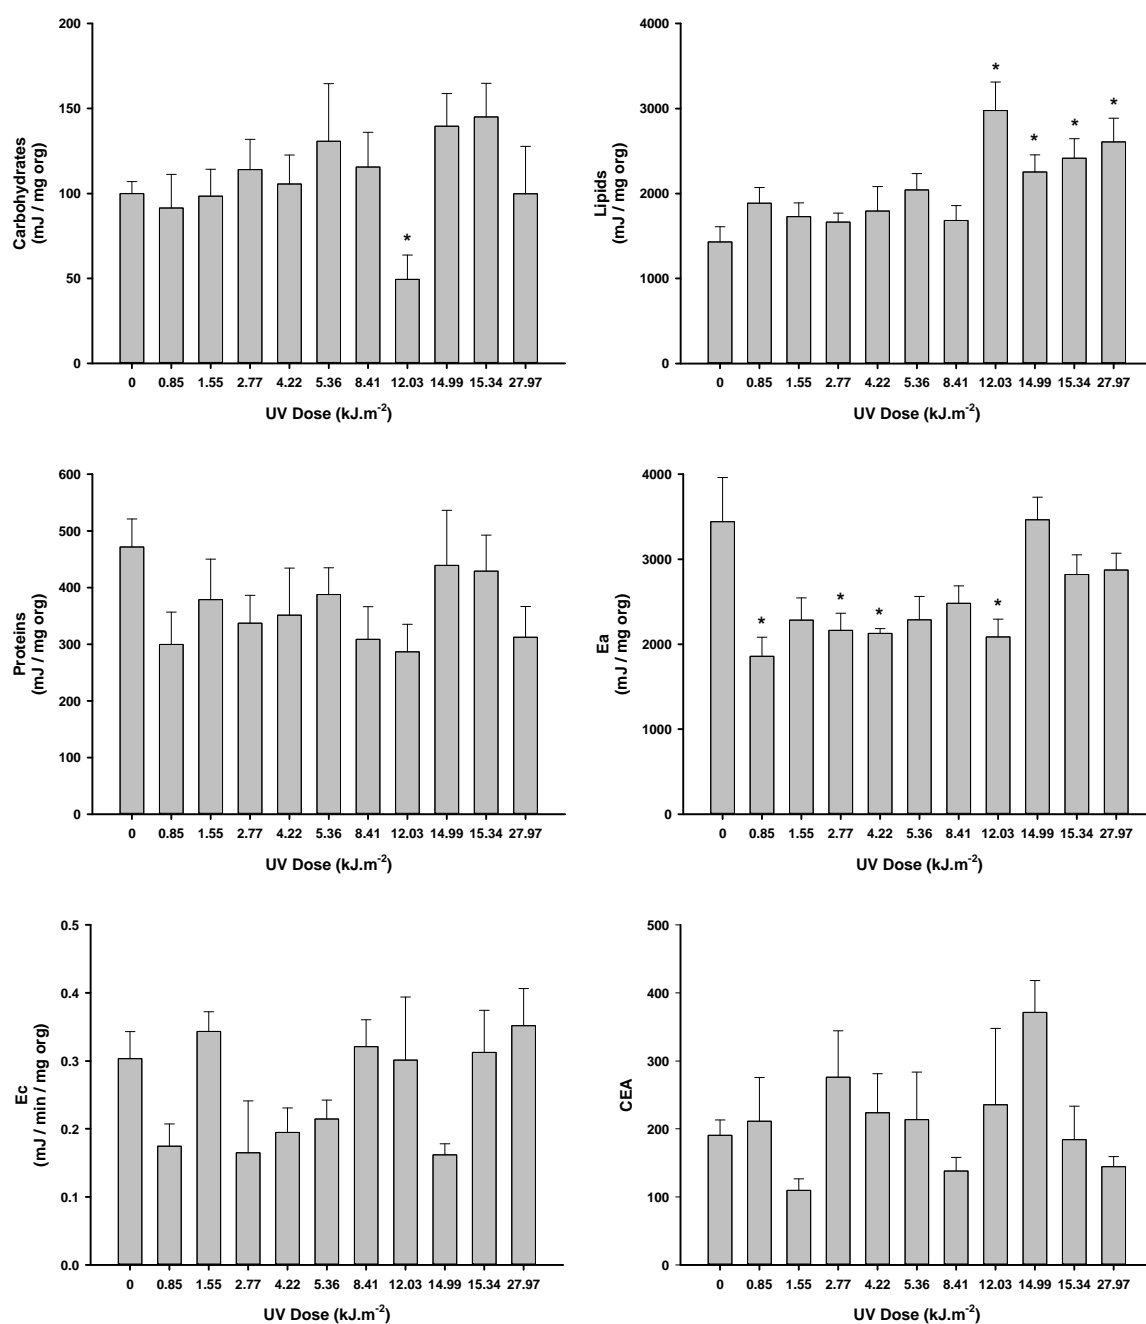 200
150
100
50
0
Carbohydrates
(mJ / mg org)
*
0 0.85 1.55 2.77 4.22 5.36 8.41 12.03 14.99 15.34 27.97
UV Dose (kJ.m-2)
4000
3000
2000
1000
0
Lipids
(mJ / mg org)
* * * *
0 0.85 1.55 2.77 4.22 5.36 8.41 12.03 14.99 15.34 27.97
UV Dose (kJ.m-2)
600
500
400
300
200
100
0
Proteins
(mJ / mg org)
0 0.85 1.55 2.77 4.22 5.36 8.41 12.03 14.99 15.34 27.97
UV Dose (kJ.m-2)
4000
3000
2000
1000
0
Ea
(mJ / mg org)
* * * *
0 0.85 1.55 2.77 4.22 5.36 8.41 12.03 14.99 15.34 27.97
UV Dose (kJ.m-2)
0.5
0.4
0.3
0.2
0.1
0.0
Ec
(mJ / min / mg org)
0 0.85 1.55 2.77 4.22 5.36 8.41 12.03 14.99 15.34 27.97
UV Dose (kJ.m-2)
500
400
300
200
100
0
CEA
0 0.85 1.55 2.77 4.22 5.36 8.41 12.03 14.99 15.34 27.97
UV Dose (kJ.m-2)